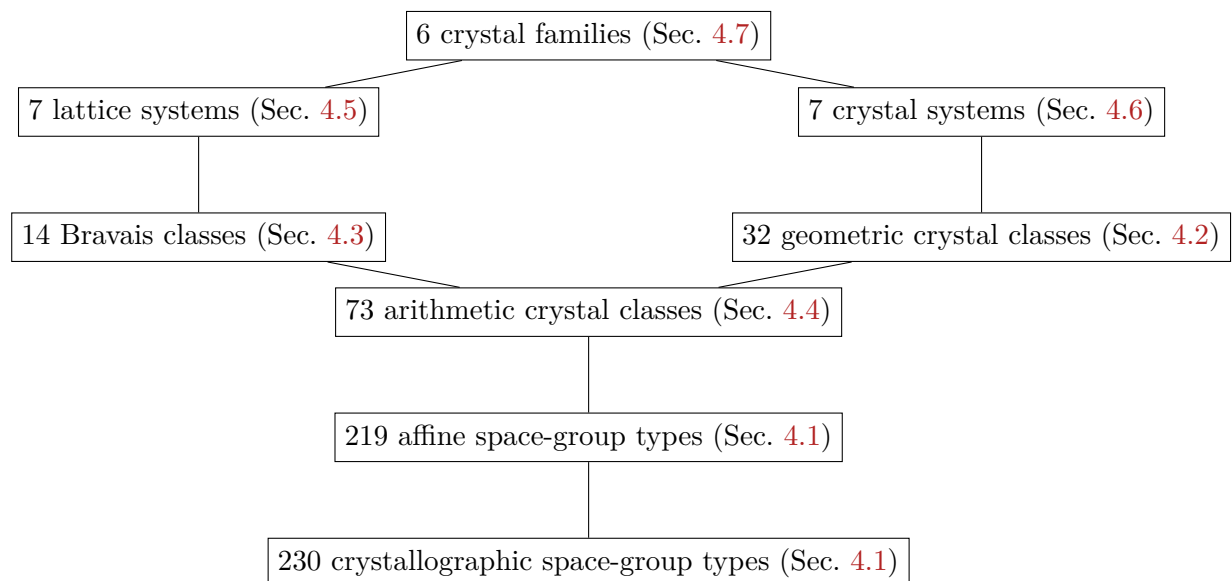 6 crystal families (Sec. 4.7)
7 lattice systems (Sec. 4.5)
7 crystal systems (Sec. 4.6)
14 Bravais classes (Sec. 4.3)
32 geometric crystal classes (Sec. 4.2)
73 arithmetic crystal classes (Sec. 4.4)
219 affine space-group types (Sec. 4.1)
230 crystallographic space-group types (Sec. 4.1)